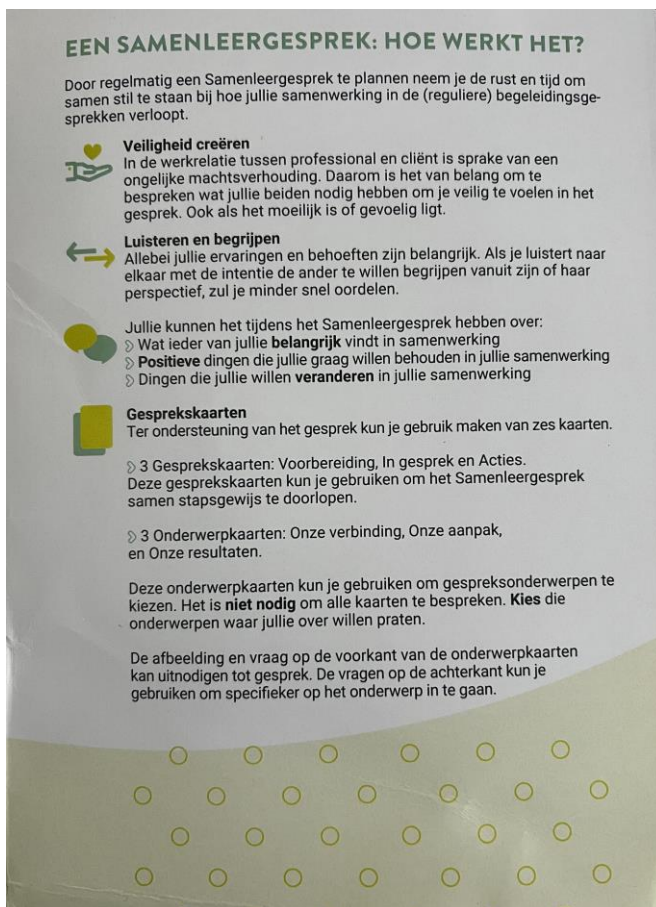 EEN SAMENLEERGESPREK: HOE WERKT HET?
Door regelmatig een Samenleergesprek te plannen neem je de rust en tijd om
samen stil te staan bij hoe jullie samenwerking in de (reguliere) begeleidingsge-
sprekken verloopt.
Veiligheid creëren
In de werkrelatie tussen professional en cliënt is sprake van een
ongelijke machtsverhouding. Daarom is het van belang om te
bespreken wat jullie beiden nodig hebben om je veilig te voelen in het
gesprek. Ook als het moeilijk is of gevoelig ligt.
Luisteren en begrijpen
Allebei jullie ervaringen en behoeften zijn belangrijk. Als je luistert naar
elkaar met de intentie de ander te willen begrijpen vanuit zijn of haar
perspectief, zul je minder snel oordelen.
Jullie kunnen het tijdens het Samenleergesprek hebben over:
Wat ieder van jullie belangrijk vindt in samenwerking
Positieve dingen die jullie graag willen behouden in jullie samenwerking
Dingen die jullie willen veranderen in jullie samenwerking
Gesprekskaarten
Ter ondersteuning van het gesprek kun je gebruik maken van zes kaarten.
3 Gesprekskaarten: Voorbereiding, In gesprek en Acties.
Deze gesprekskaarten kun je gebruiken om het Samenleergesprek
samen stapsgewijs te doorlopen.
3 Onderwerpkaarten: Onze verbinding, Onze aanpak,
en Onze resultaten.
Deze onderwerpkaarten kun je gebruiken om gespreksonderwerpen te
kiezen. Het is niet nodig om alle kaarten te bespreken. Kies die
onderwerpen waar jullie over willen praten.
De afbeelding en vraag op de voorkant van de onderwerpkaarten
kan uitnodigen tot gesprek. De vragen op de achterkant kun je
gebruiken om specifieker op het onderwerp in te gaan.